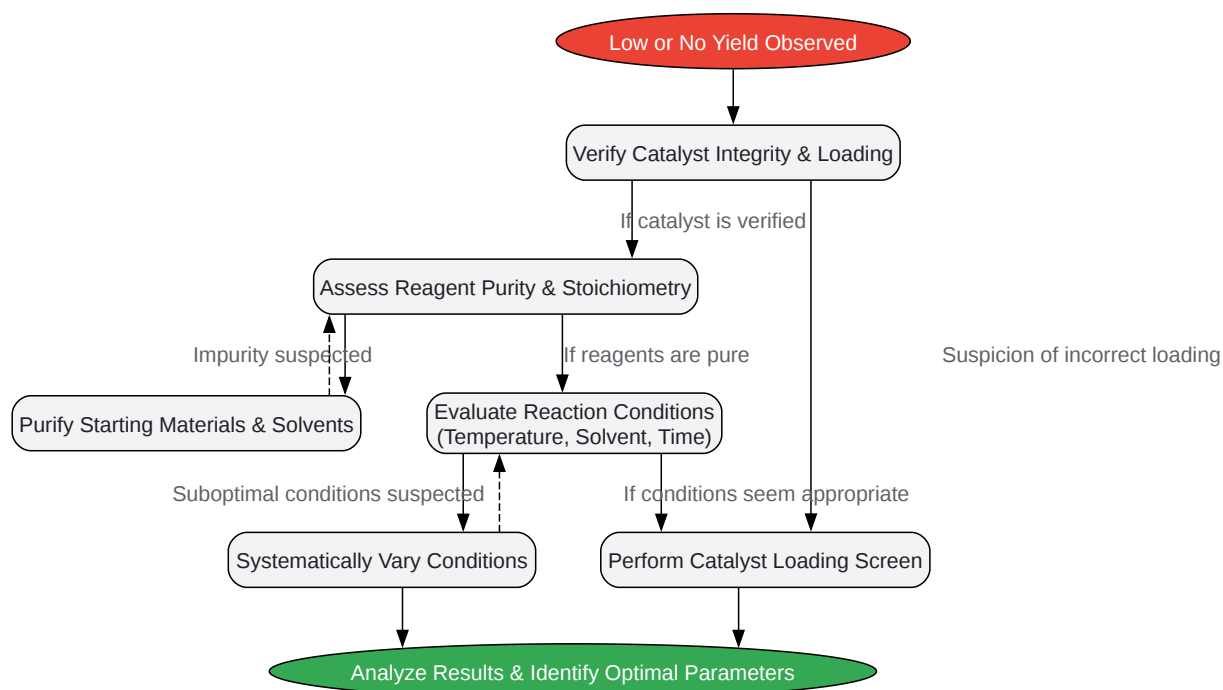 Low or No Yield Observed
Verify Catalyst Integrity & Loading
If catalyst is verified
Assess Reagent Purity & Stoichiometry
Impurity suspected
If reagents are pure
Suspicion of incorrect loading
Purify Starting Materials & Solvents
Evaluate Reaction Conditions
(Temperature, Solvent, Time)
Suboptimal conditions suspected
If conditions seem appropriate
Systematically Vary Conditions
Perform Catalyst Loading Screen
Analyze Results & Identify Optimal Parameters